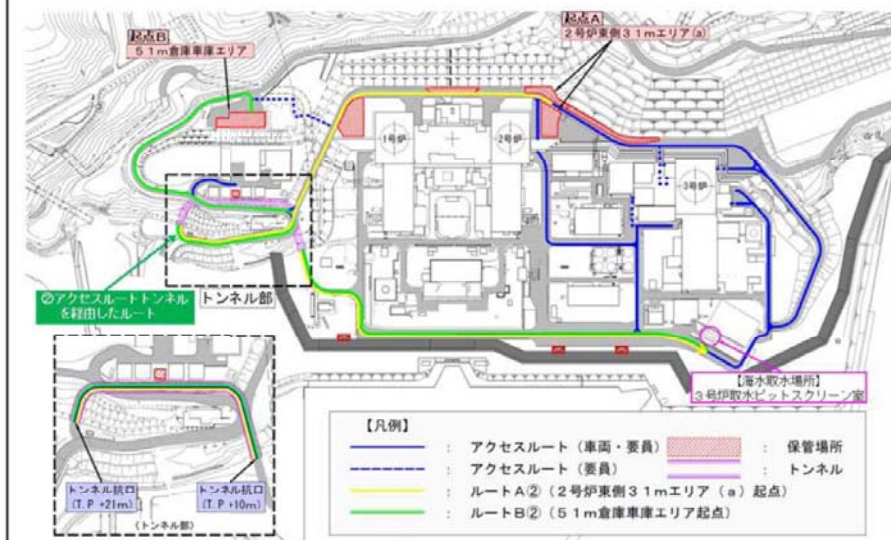 起点B
51m倉庫車庫エリア
起点A
2号炉東側31mエリア(a)
1号炉
2号炉
3号炉
②アクセスルートトンネル
を経由したルート
トンネル部
【海水取水場所】
3号炉取水ピットスクリーン室
トンネル抗口
(T.P +21m)
トンネル抗口
(T.P +10m)
(トンネル部)
【凡例】
: アクセスルート(車両・要員)
: 保管場所
: アクセスルート(要員)
: トンネル
: ルートA②(2号炉東側31mエリア(a)起点)
: ルートB②(51m倉庫車庫エリア起点)